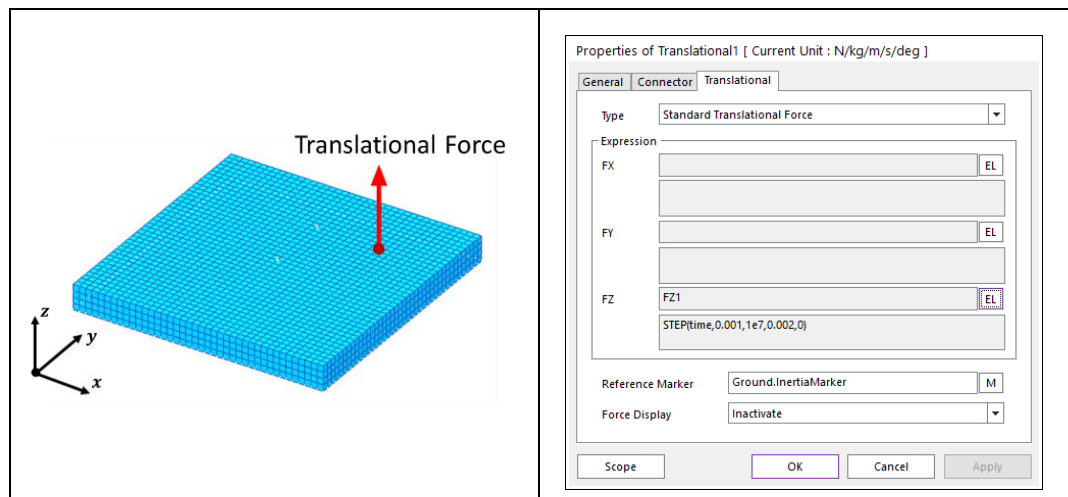 Translational Force
z
y
x
Properties of Translational1 [ Current Unit : N/kg/m/s/deg ]
General Connector Translational
Type Standard Translational Force
Expression
FX EL
FY EL
FZ FZ1 EL
STEP(time,0.001,1e7,0.002,0)
Reference Marker Ground.InertiaMarker M
Force Display Inactivate
Scope OK Cancel Apply